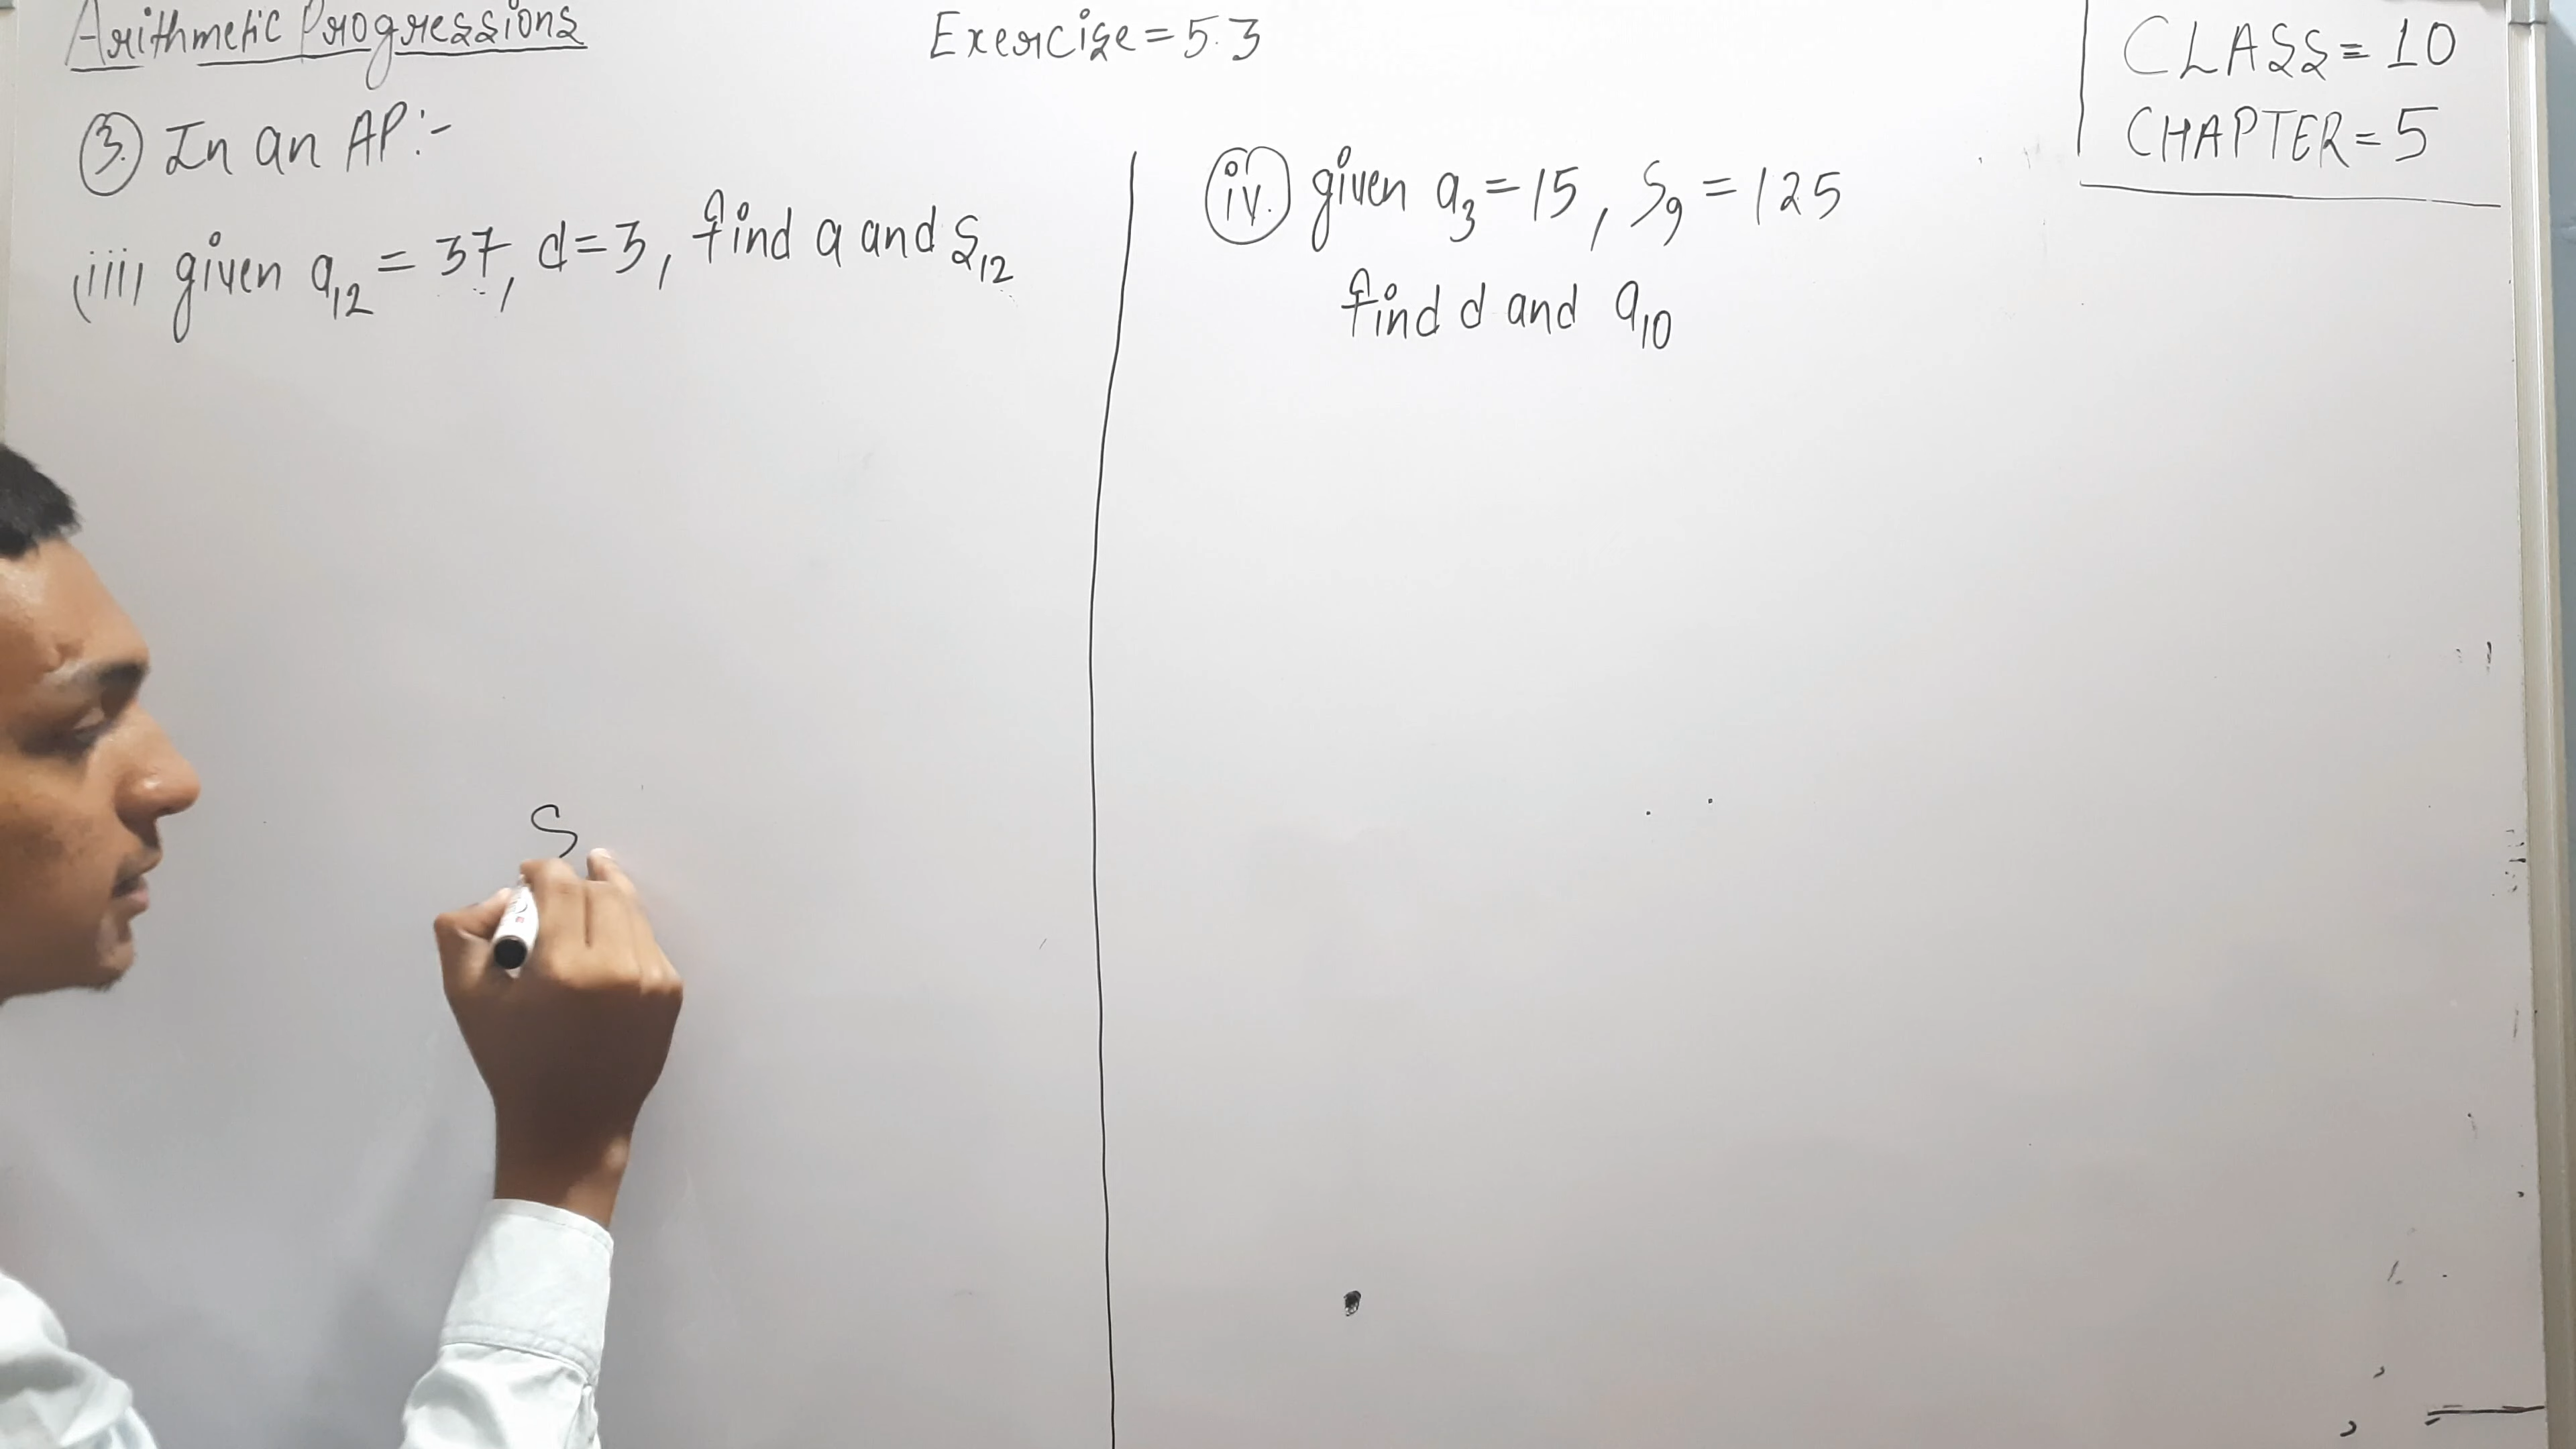 Arithmetic Progressions
Exercise = 5.3
CLASS = 10
CHAPTER = 5
3. In an AP:-
(iii) given a₁₂ = 37, d = 3, find a and S₁₂
iv. given a₃ = 15, S₉ = 125
find d and a₁₀
S